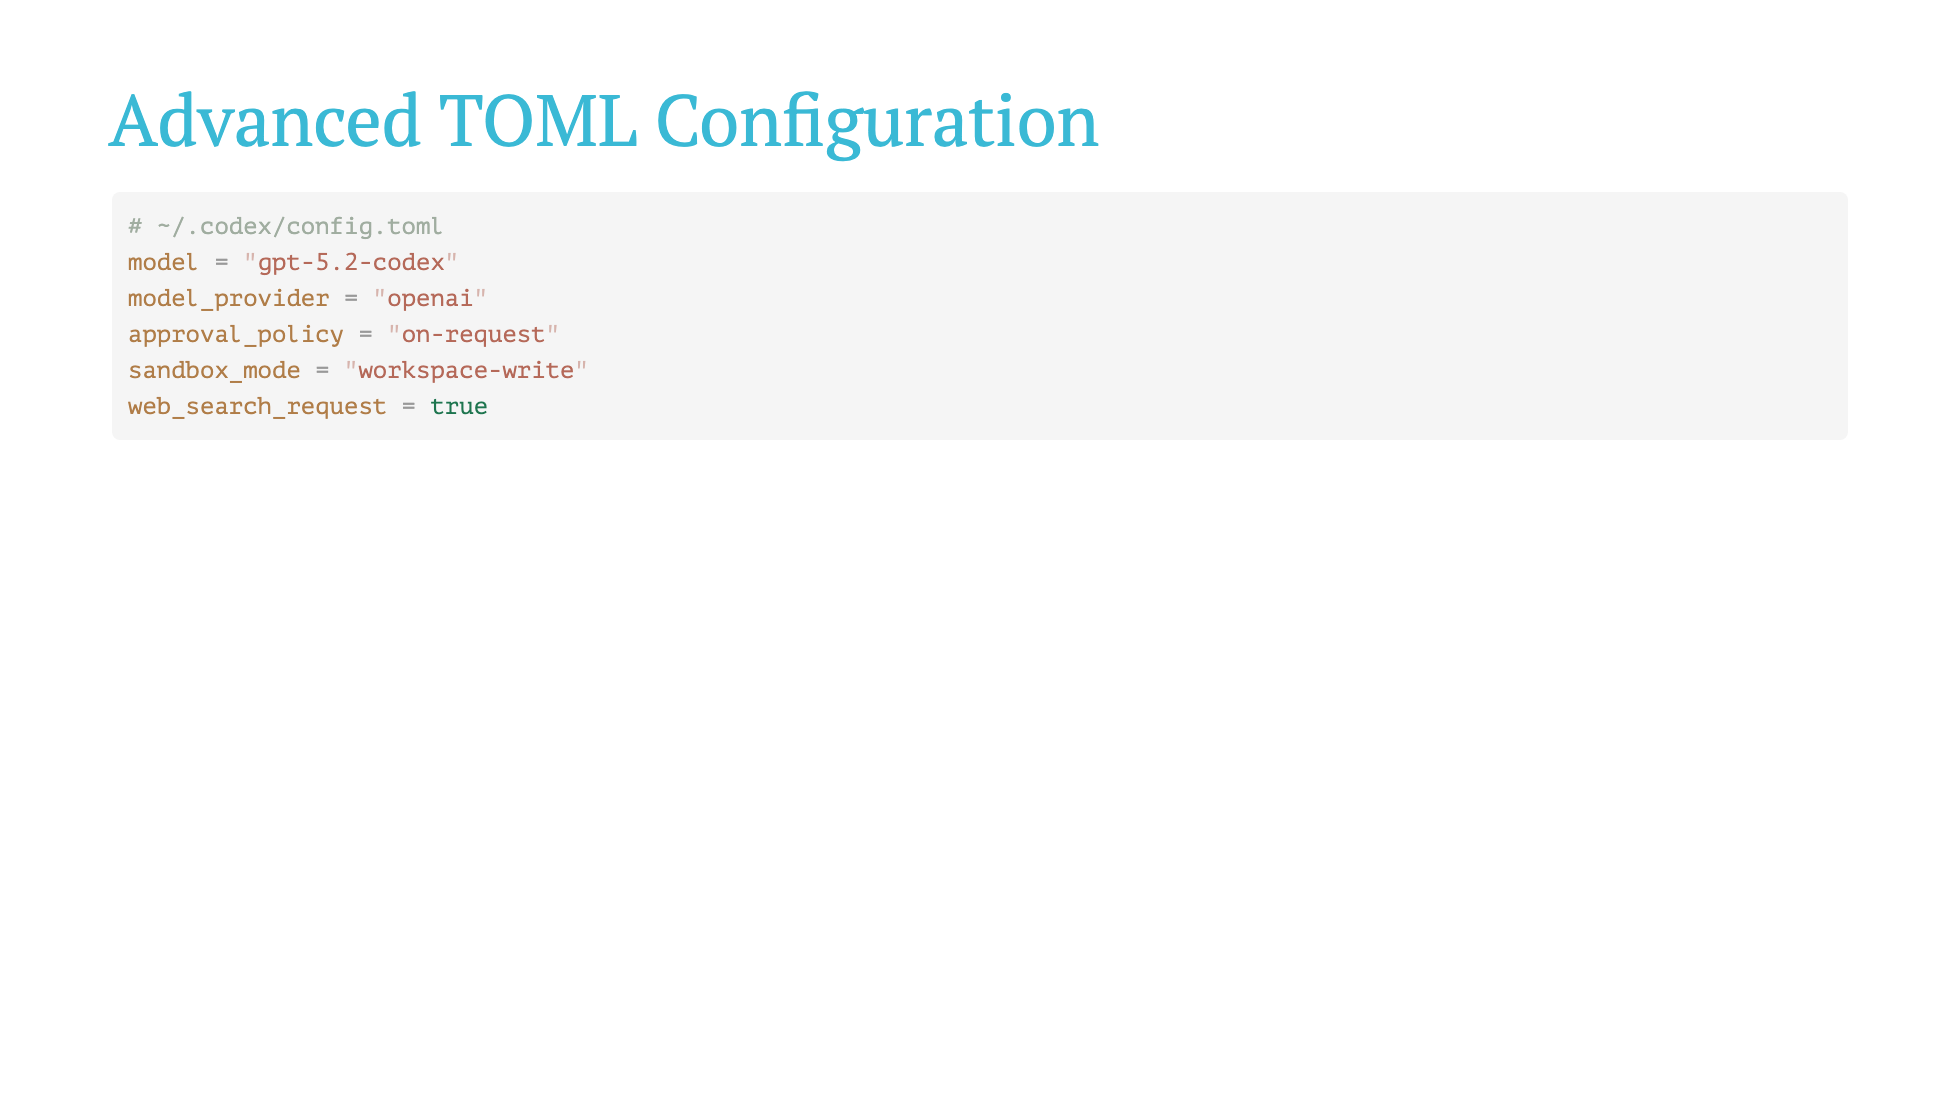 Advanced TOML Configuration
# ~/.codex/config.toml
model = "gpt-5.2-codex"
model_provider = "openai"
approval_policy = "on-request"
sandbox_mode = "workspace-write"
web_search_request = true